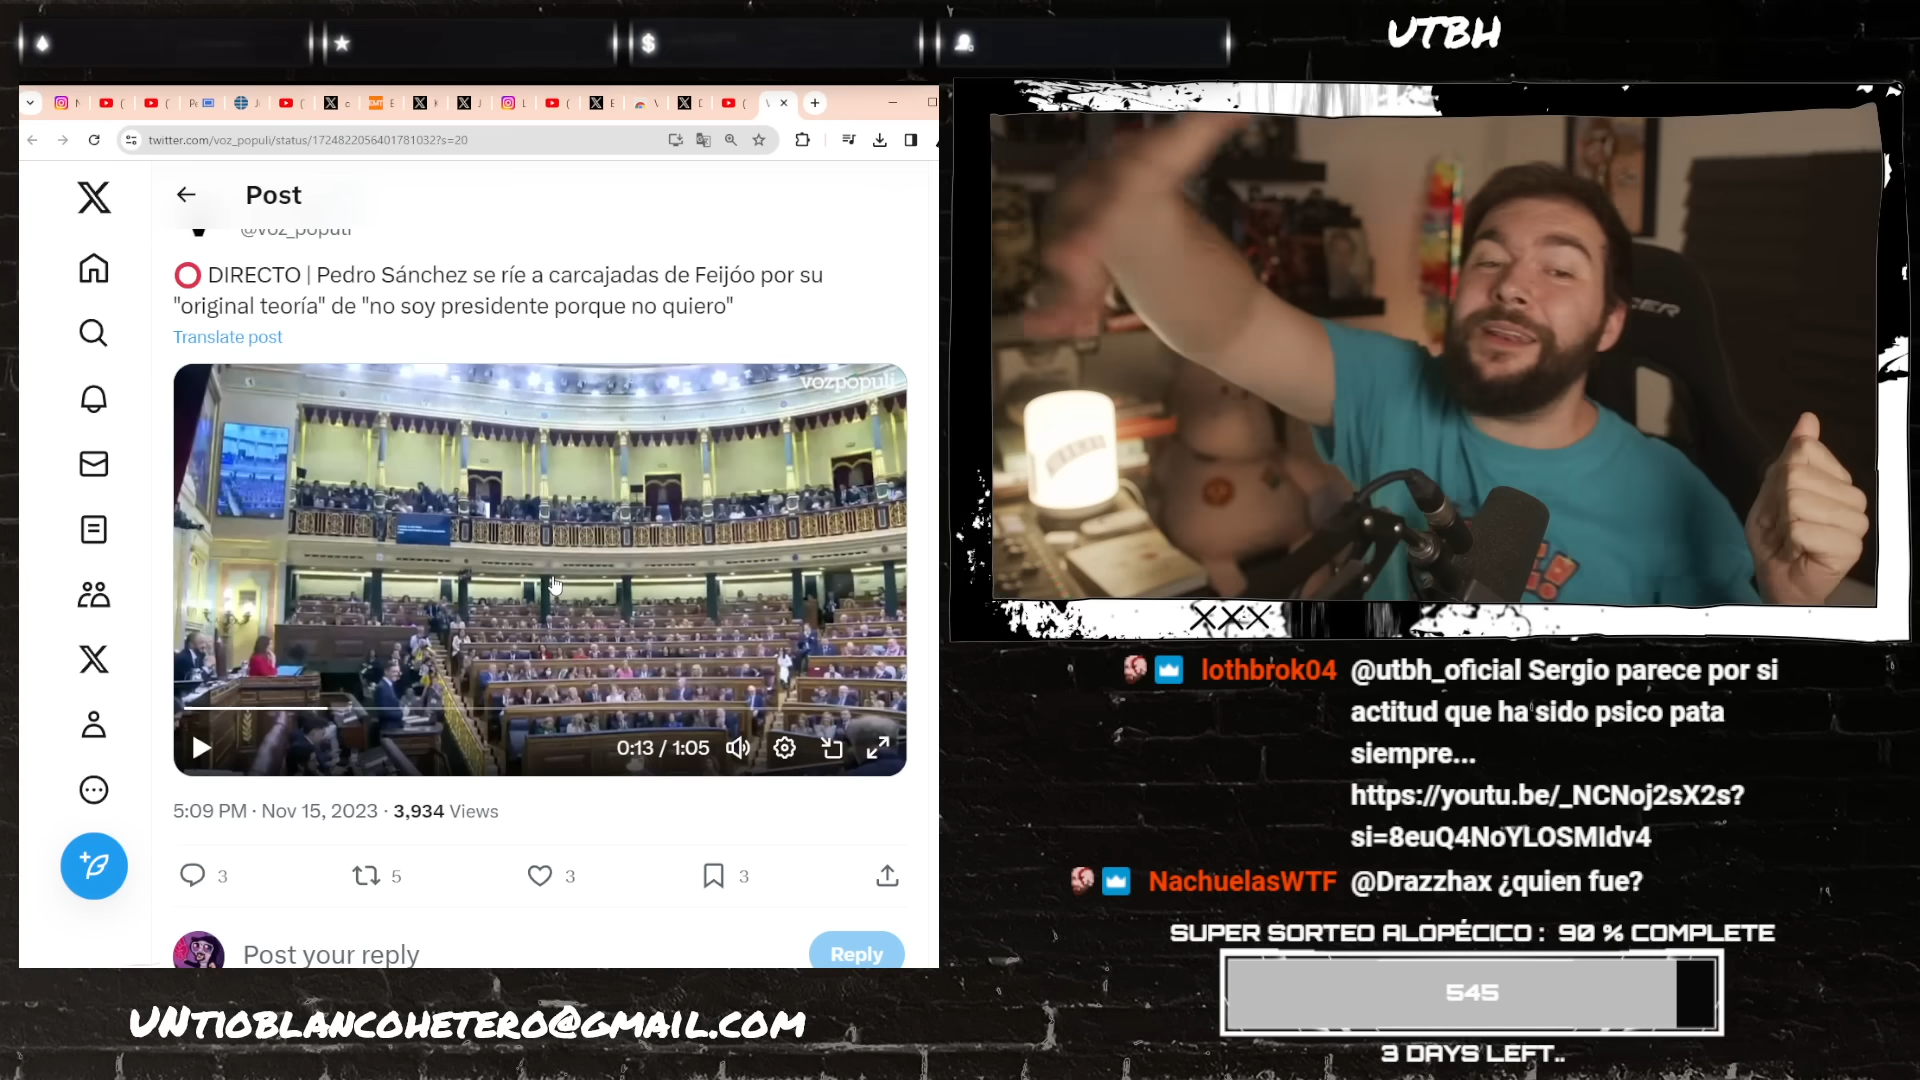 UTBH
twitter.com/voz_populi/status/1724822056401781032?s=20
Post
@voz_populi
DIRECTO | Pedro Sánchez se ríe a carcajadas de Feijóo por su
"original teoría" de "no soy presidente porque no quiero"
Translate post
vozpopuli
0:13 / 1:05
5:09 PM · Nov 15, 2023 · 3,934 Views
3
5
3
3
Post your reply
Reply
UNTIOBLANCOHETERO@GMAIL.COM
XXX
lothbrok04 @utbh_oficial Sergio parece por si
actitud que ha sido psico pata
siempre...
https://youtu.be/_NCNoj2sX2s?
si=8euQ4NoYLOSMIdv4
NachuelasWTF @Drazzhax ¿quien fue?
SUPER SORTEO ALOPÉCICO : 90 % COMPLETE
545
3 DAYS LEFT..